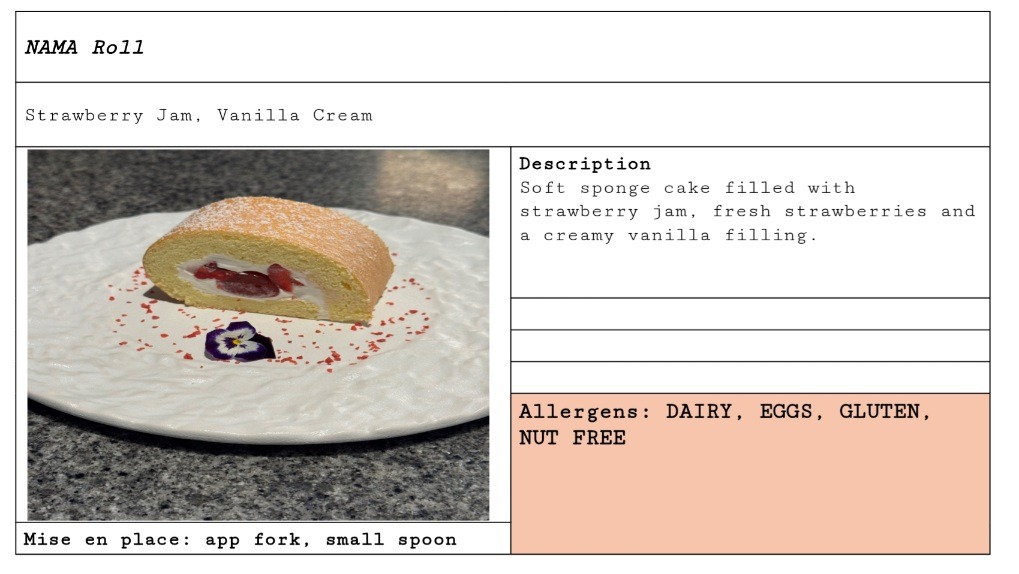 NAMA Roll
Strawberry Jam, Vanilla Cream
Description
Soft sponge cake filled with
strawberry jam, fresh strawberries and
a creamy vanilla filling.
Allergens: DAIRY, EGGS, GLUTEN,
NUT FREE
Mise en place: app fork, small spoon